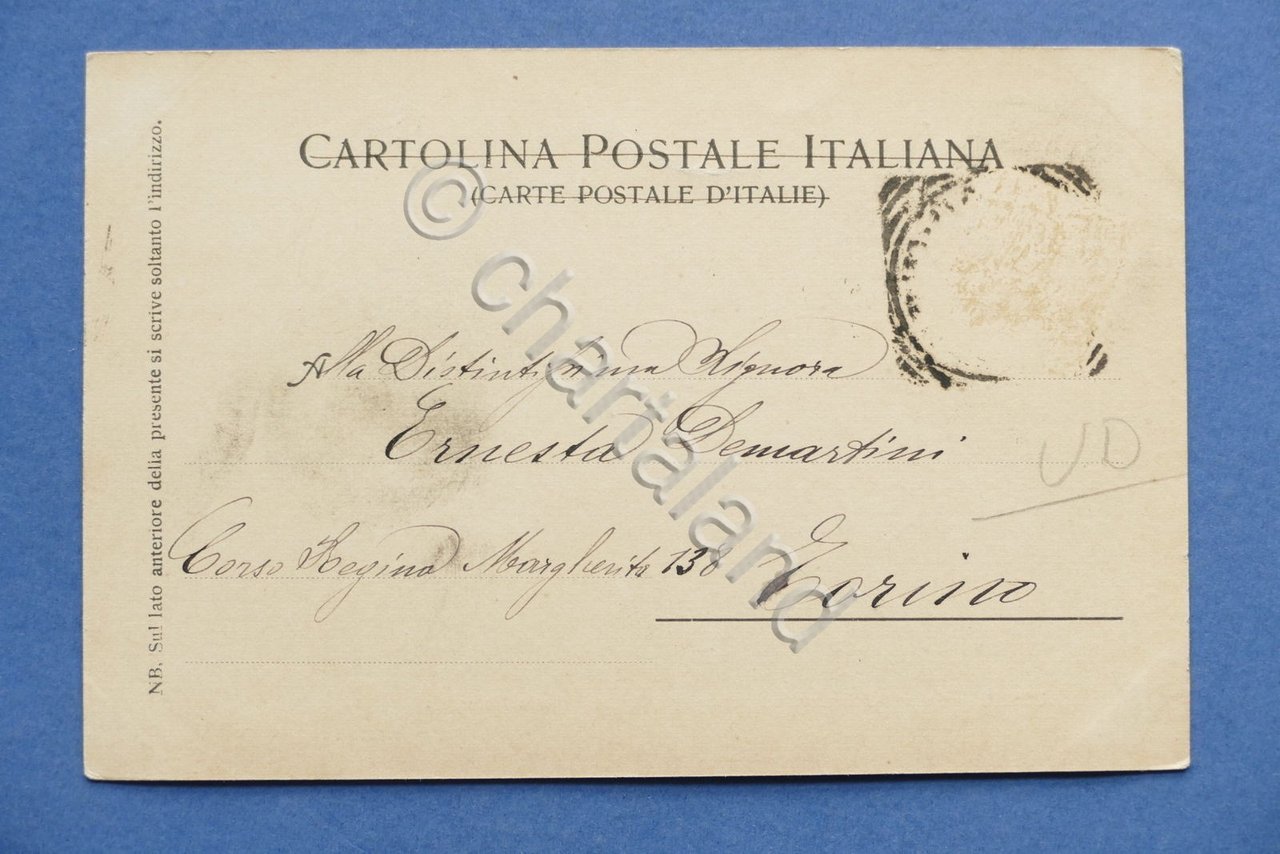 CARTOLINA POSTALE ITALIANA
(CARTE POSTALE D'ITALIE)
NB. Sul lato anteriore della presente si scrive soltanto l'indirizzo.
Alla Distintissima Signora
Ernesta Demartini
Corso Regina Margherita 138 Torino
UD
© chartaland